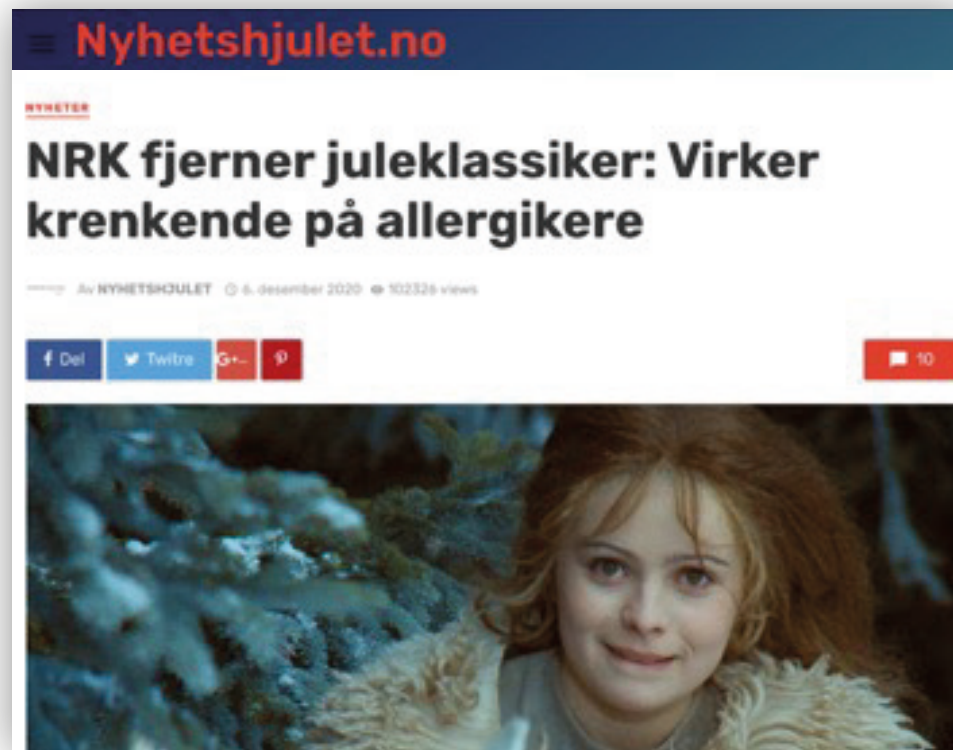 Nyhetshjulet.no
NYHETER
NRK fjerner juleklassiker: Virker
krenkende på allergikere
Av NYHETSHJULET 6. desember 2020 102326 views
f Del Twitre G+ 10